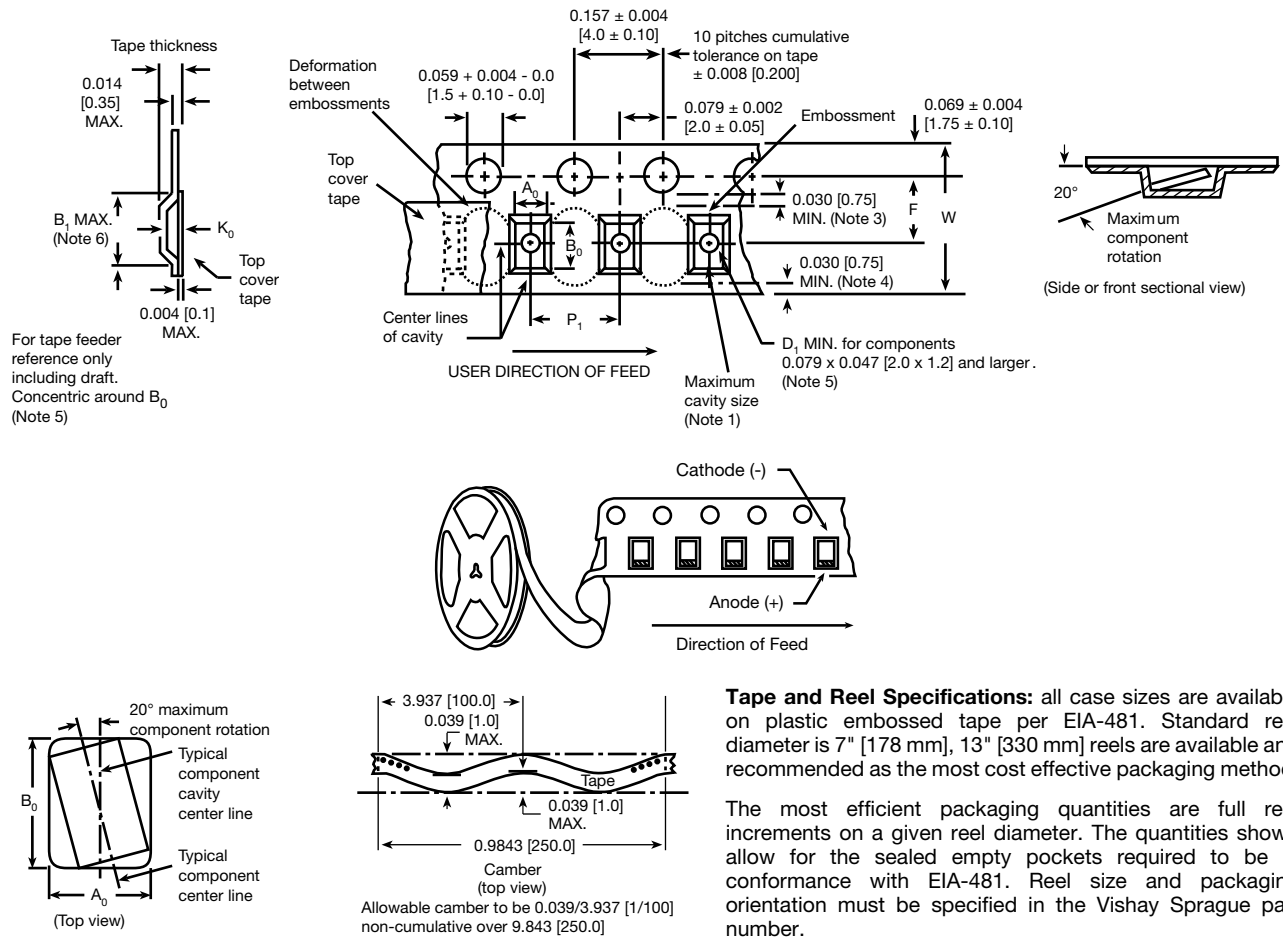 Tape thickness
0.014
[0.35]
MAX.
B1 MAX.
(Note 6)
K0
Top
cover
tape
0.004 [0.1]
MAX.
For tape feeder
reference only
including draft.
Concentric around B0
(Note 5)
Deformation
between
embossments
0.059 + 0.004 - 0.0
[1.5 + 0.10 - 0.0]
0.157 ± 0.004
[4.0 ± 0.10]
10 pitches cumulative
tolerance on tape
± 0.008 [0.200]
0.079 ± 0.002
[2.0 ± 0.05]
Embossment
0.069 ± 0.004
[1.75 ± 0.10]
Top
cover
tape
A0
B0
0.030 [0.75]
MIN. (Note 3)
F
W
0.030 [0.75]
MIN. (Note 4)
Center lines
of cavity
P1
USER DIRECTION OF FEED
D1 MIN. for components
0.079 x 0.047 [2.0 x 1.2] and larger.
(Note 5)
Maximum
cavity size
(Note 1)
20°
Maximum
component
rotation
(Side or front sectional view)
Cathode (-)
Anode (+)
Direction of Feed
20° maximum
component rotation
Typical
component
cavity
center line
B0
A0
Typical
component
center line
(Top view)
3.937 [100.0]
0.039 [1.0]
MAX.
Tape
0.039 [1.0]
MAX.
0.9843 [250.0]
Camber
(top view)
Allowable camber to be 0.039/3.937 [1/100]
non-cumulative over 9.843 [250.0]
Tape and Reel Specifications: all case sizes are availab
on plastic embossed tape per EIA-481. Standard re
diameter is 7" [178 mm], 13" [330 mm] reels are available an
recommended as the most cost effective packaging metho
The most efficient packaging quantities are full re
increments on a given reel diameter. The quantities show
allow for the sealed empty pockets required to be
conformance with EIA-481. Reel size and packagin
orientation must be specified in the Vishay Sprague pa
number.